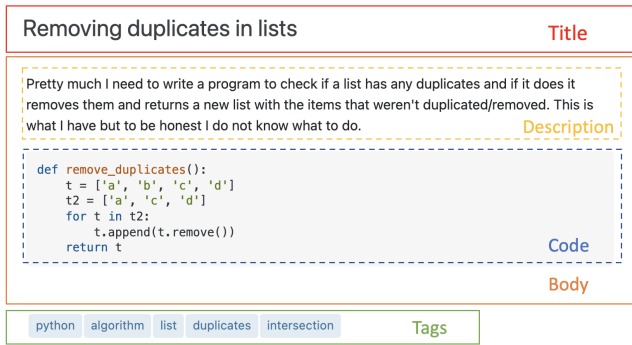 Removing duplicates in lists
Title
Pretty much I need to write a program to check if a list has any duplicates and if it does it
removes them and returns a new list with the items that weren't duplicated/removed. This is
what I have but to be honest I do not know what to do.
Description
def remove_duplicates():
    t = ['a', 'b', 'c', 'd']
    t2 = ['a', 'c', 'd']
    for t in t2:
        t.append(t.remove())
    return t
Code
Body
python algorithm list duplicates intersection
Tags